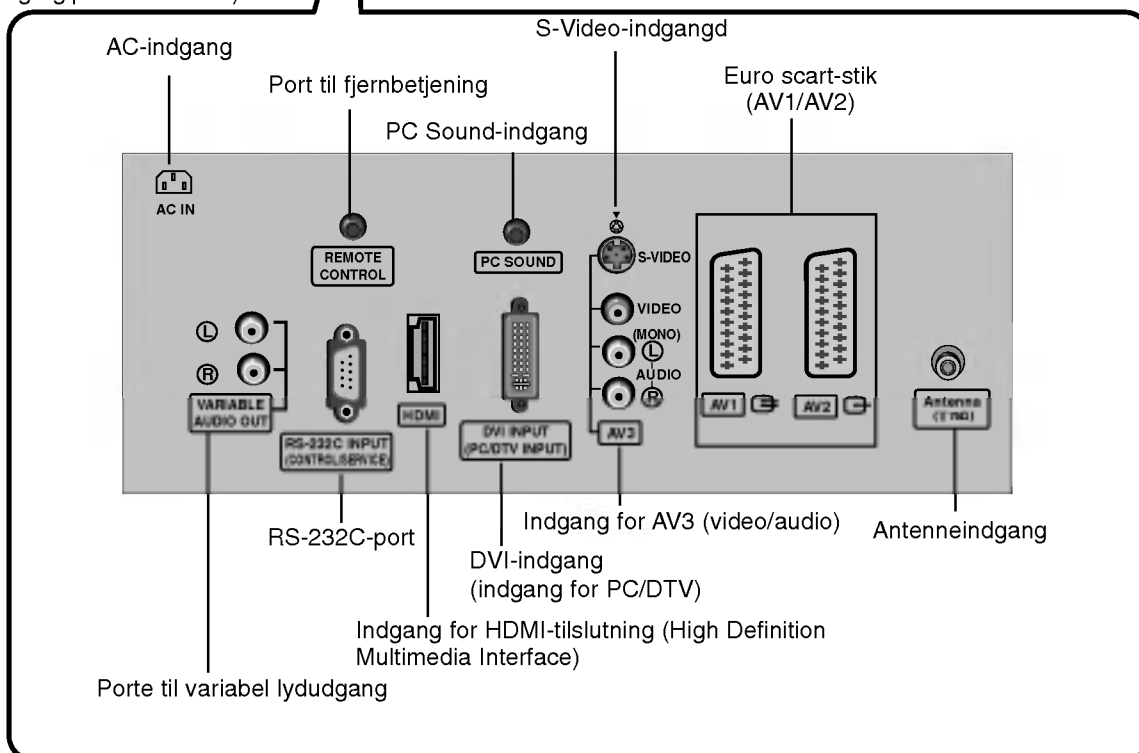 S-Video-indgangd
AC-indgang
Euro scart-stik
(AV1/AV2)
Port til fjernbetjening
PC Sound-indgang
AC IN
REMOTE
CONTROL
PC SOUND
S-VIDEO
VIDEO
(MONO)
L
AUDIO
R
L
R
VARIABLE
AUDIO OUT
RS-232C INPUT
(CONTROL/SERVICE)
HDMI
DVI INPUT
(PC/DTV INPUT)
AV3
AV1
AV2
Antenna
Indgang for AV3 (video/audio)
Antenneindgang
RS-232C-port
DVI-indgang
(indgang for PC/DTV)
Indgang for HDMI-tilslutning (High Definition
Multimedia Interface)
Porte til variabel lydudgang